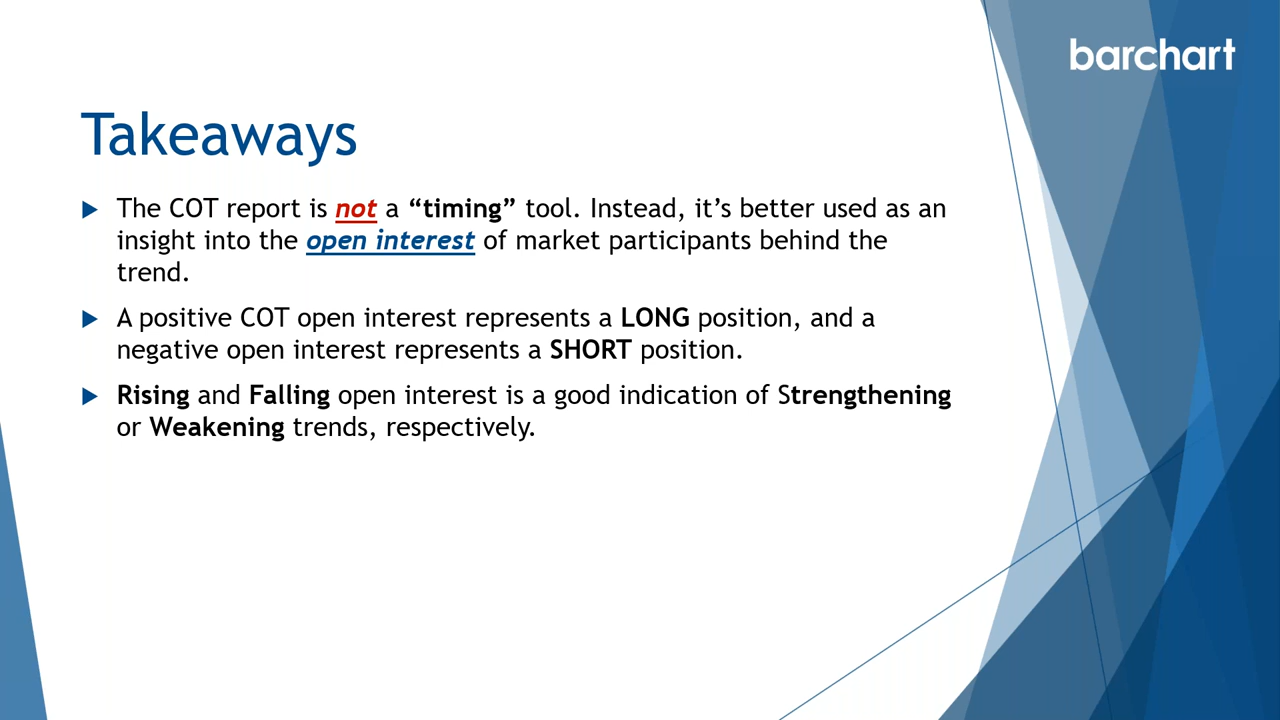 barchart
Takeaways
The COT report is not a “timing” tool. Instead, it’s better used as an
insight into the open interest of market participants behind the
trend.
A positive COT open interest represents a LONG position, and a
negative open interest represents a SHORT position.
Rising and Falling open interest is a good indication of Strengthening
or Weakening trends, respectively.